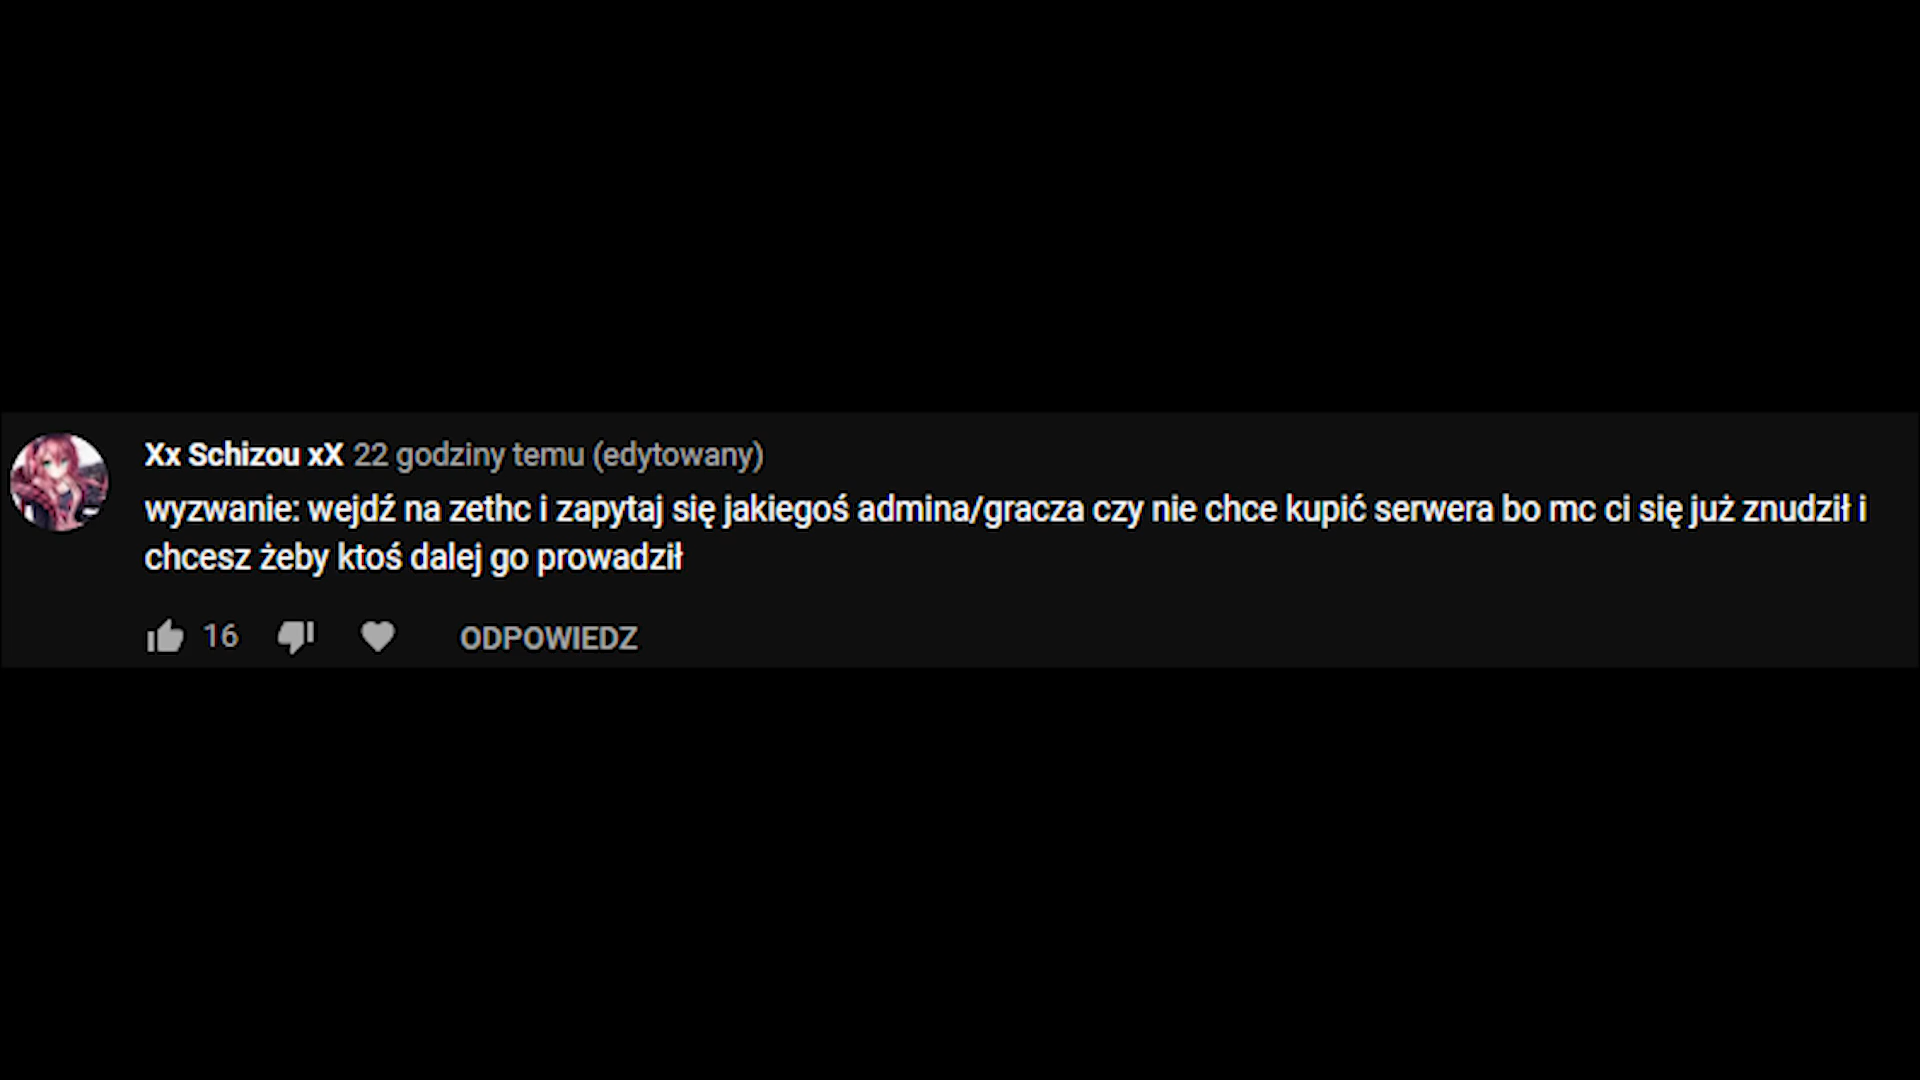 Xx Schizou xX 22 godziny temu (edytowany)
wyzwanie: wejdź na zethc i zapytaj się jakiegoś admina/gracza czy nie chce kupić serwera bo mc ci się już znudził i
chcesz żeby ktoś dalej go prowadził
16 ODPOWIEDZ